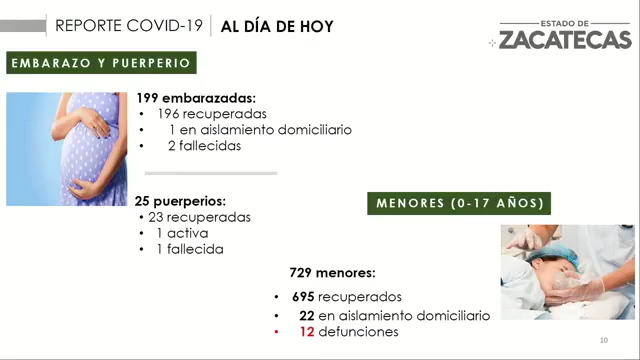 REPORTE COVID-19 | AL DÍA DE HOY
ESTADO DE
ZACATECAS
EMBARAZO Y PUERPERIO
199 embarazadas:
• 196 recuperadas
• 1 en aislamiento domiciliario
• 2 fallecidas
25 puerperios:
• 23 recuperadas
• 1 activa
• 1 fallecida
MENORES (0-17 AÑOS)
729 menores:
• 695 recuperados
• 22 en aislamiento domiciliario
• 12 defunciones
10